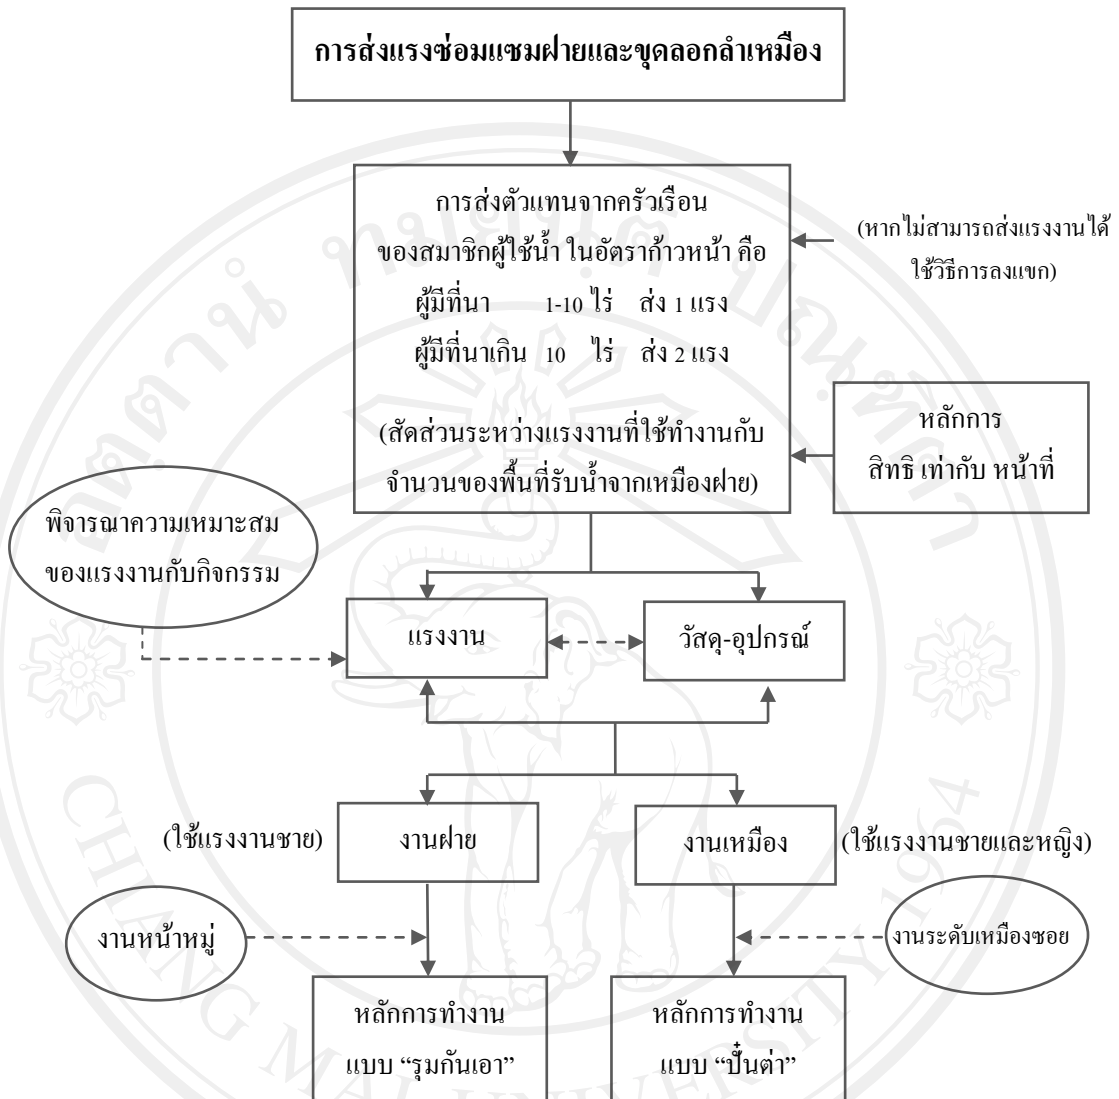 การส่งแรงซ่อมแซมฝายและขุดลอกลำเหมือง
การส่งตัวแทนจากครัวเรือน
ของสมาชิกผู้ใช้น้ำ ในอัตราก้าวหน้า คือ
ผู้มีที่นา 1-10 ไร่ ส่ง 1 แรง
ผู้มีที่นาเกิน 10 ไร่ ส่ง 2 แรง
(สัดส่วนระหว่างแรงงานที่ใช้ทำงานกับ
จำนวนของพื้นที่รับน้ำจากเหมืองฝาย)
(หากไม่สามารถส่งแรงงานได้
ใช้วิธีการลงแขก)
หลักการ
สิทธิ เท่ากับ หน้าที่
พิจารณาความเหมาะสม
ของแรงงานกับกิจกรรม
แรงงาน
วัสดุ-อุปกรณ์
(ใช้แรงงานชาย)
งานฝาย
งานเหมือง
(ใช้แรงงานชายและหญิง)
งานหน้าหมู่
งานระดับเหมืองซอย
หลักการทำงาน
แบบ “รุมกันเอา”
หลักการทำงาน
แบบ “ปั๋นต่า”
CHIANG MAI UNIVERSITY 1964